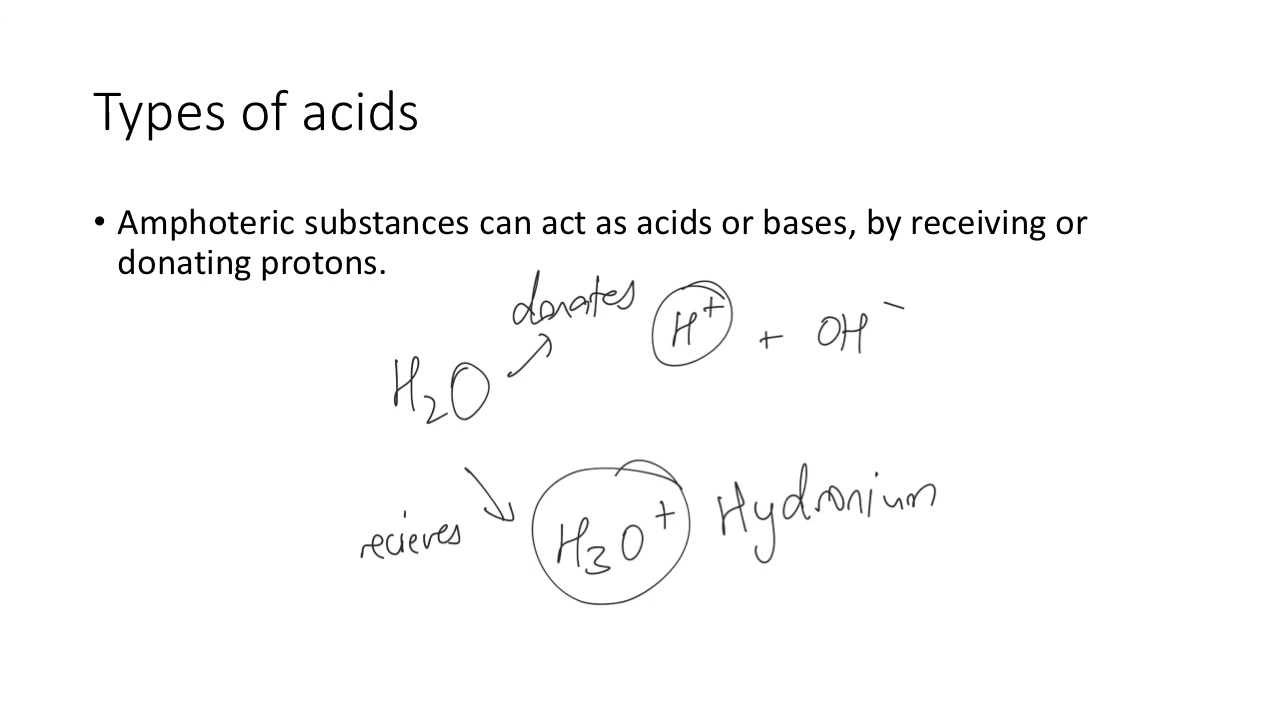 Types of acids
• Amphoteric substances can act as acids or bases, by receiving or
donating protons.
donates H⁺ + OH⁻
H₂O
recieves H₃O⁺ Hydronium